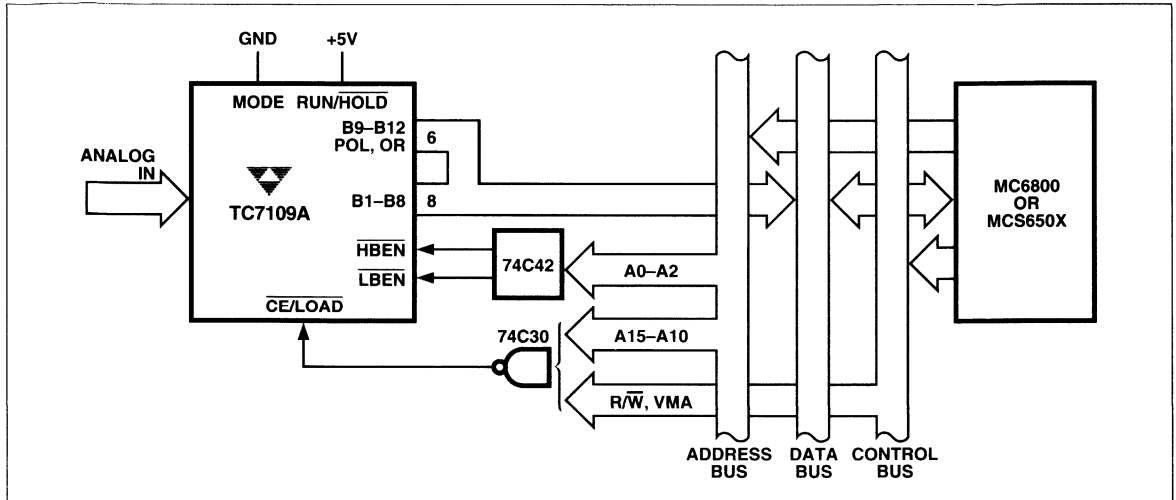 GND
+5V
MODE RUN/HOLD
B9–B12
POL, OR
6
ANALOG
IN
TC7109A
B1–B8
8
HBEN
LBEN
CE/LOAD
74C42
A0–A2
74C30
A15–A10
R/W, VMA
MC6800
OR
MCS650X
ADDRESS
BUS
DATA
BUS
CONTROL
BUS